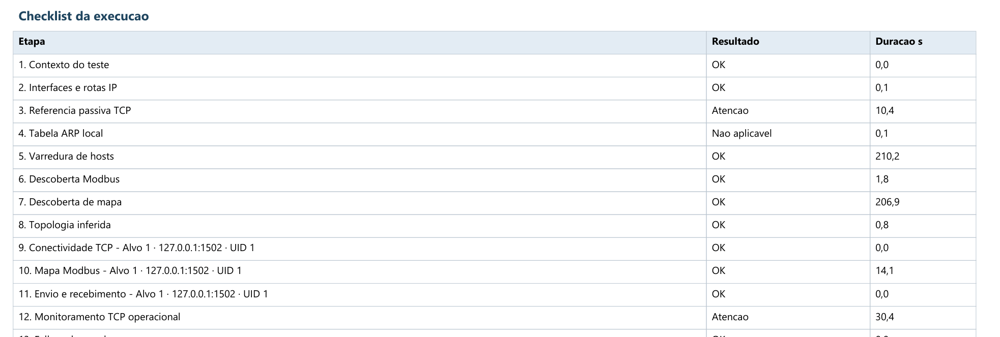 Checklist da execucao
Etapa Resultado Duracao s
1. Contexto do teste OK 0,0
2. Interfaces e rotas IP OK 0,1
3. Referencia passiva TCP Atencao 10,4
4. Tabela ARP local Nao aplicavel 0,1
5. Varredura de hosts OK 210,2
6. Descoberta Modbus OK 1,8
7. Descoberta de mapa OK 206,9
8. Topologia inferida OK 0,8
9. Conectividade TCP - Alvo 1 · 127.0.0.1:1502 · UID 1 OK 0,0
10. Mapa Modbus - Alvo 1 · 127.0.0.1:1502 · UID 1 OK 14,1
11. Envio e recebimento - Alvo 1 · 127.0.0.1:1502 · UID 1 OK 0,0
12. Monitoramento TCP operacional Atencao 30,4